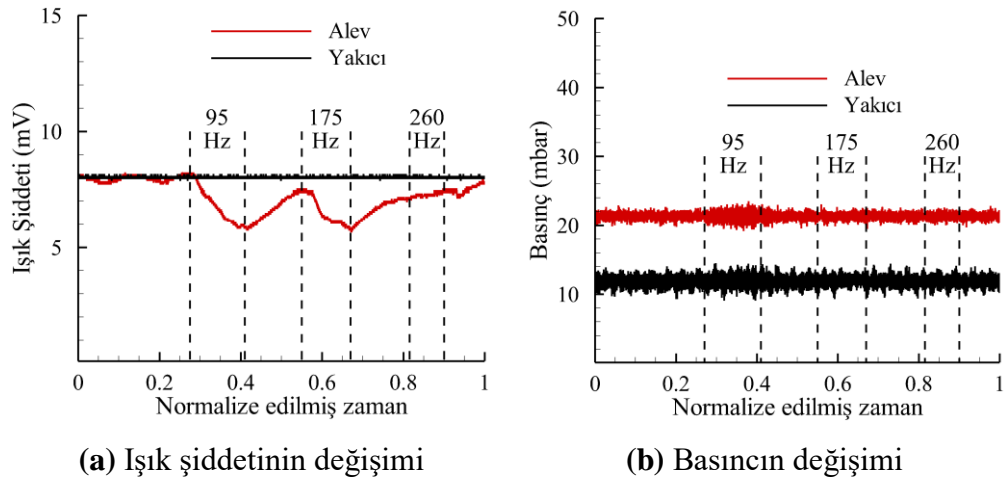 15
10
5
Işık Şiddeti (mV)
Alev
Yakıcı
95
Hz
175
Hz
260
Hz
0
0.2
0.4
0.6
0.8
1
Normalize edilmiş zaman
(a) Işık şiddetinin değişimi
50
40
30
20
10
0
Basınç (mbar)
Alev
Yakıcı
95
Hz
175
Hz
260
Hz
0
0.2
0.4
0.6
0.8
1
Normalize edilmiş zaman
(b) Basıncın değişimi